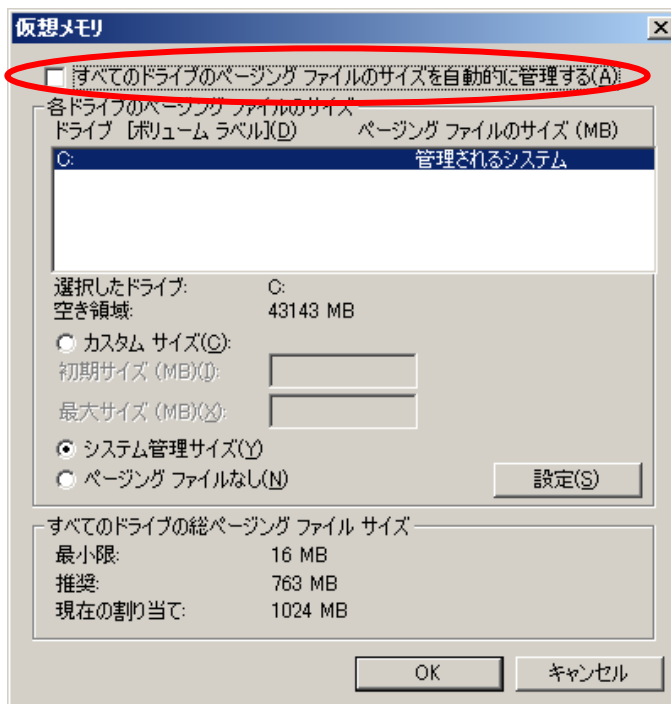 仮想メモリ
すべてのドライブのページング ファイルのサイズを自動的に管理する(A)
各ドライブのページング ファイルのサイズ
ドライブ [ボリューム ラベル](D) ページング ファイルのサイズ (MB)
C: 管理されるシステム
選択したドライブ: C:
空き領域: 43143 MB
カスタム サイズ(C):
初期サイズ (MB)(I):
最大サイズ (MB)(X):
システム管理サイズ(Y)
ページング ファイルなし(N) 設定(S)
すべてのドライブの総ページング ファイル サイズ
最小限: 16 MB
推奨: 763 MB
現在の割り当て: 1024 MB
OK キャンセル